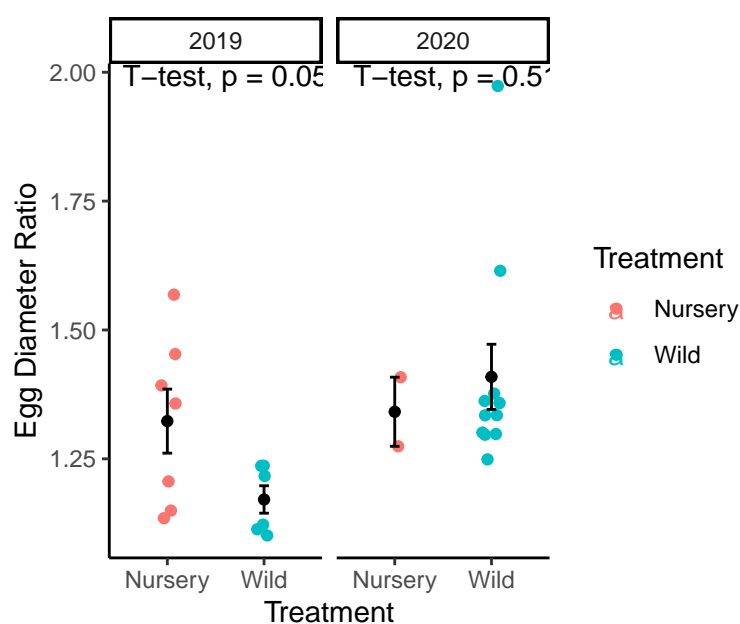 2019 2020
T−test, p = 0.05 T−test, p = 0.51
2.00
1.75
1.50
1.25
Egg Diameter Ratio
Nursery Wild Nursery Wild
Treatment
Treatment
a Nursery
a Wild